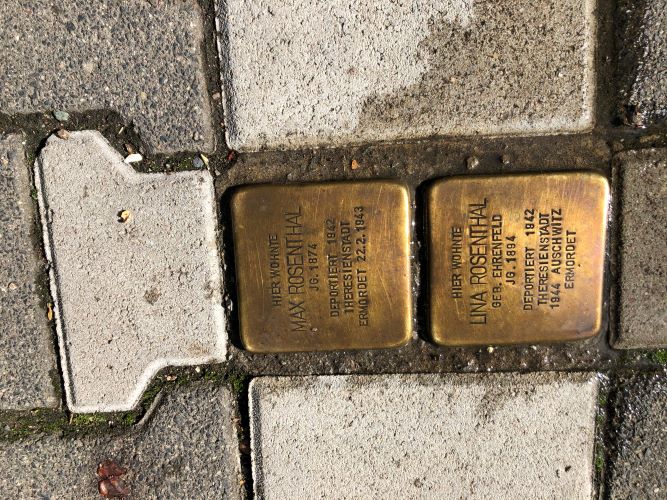 HIER WOHNTE
MAX ROSENTHAL
JG. 1874
DEPORTIERT 1942
THERESIENSTADT
ERMORDET 22.2.1943
HIER WOHNTE
LINA ROSENTHAL
GEB. EHRENFELD
JG. 1894
DEPORTIERT 1942
THERESIENSTADT
1944 AUSCHWITZ
ERMORDET